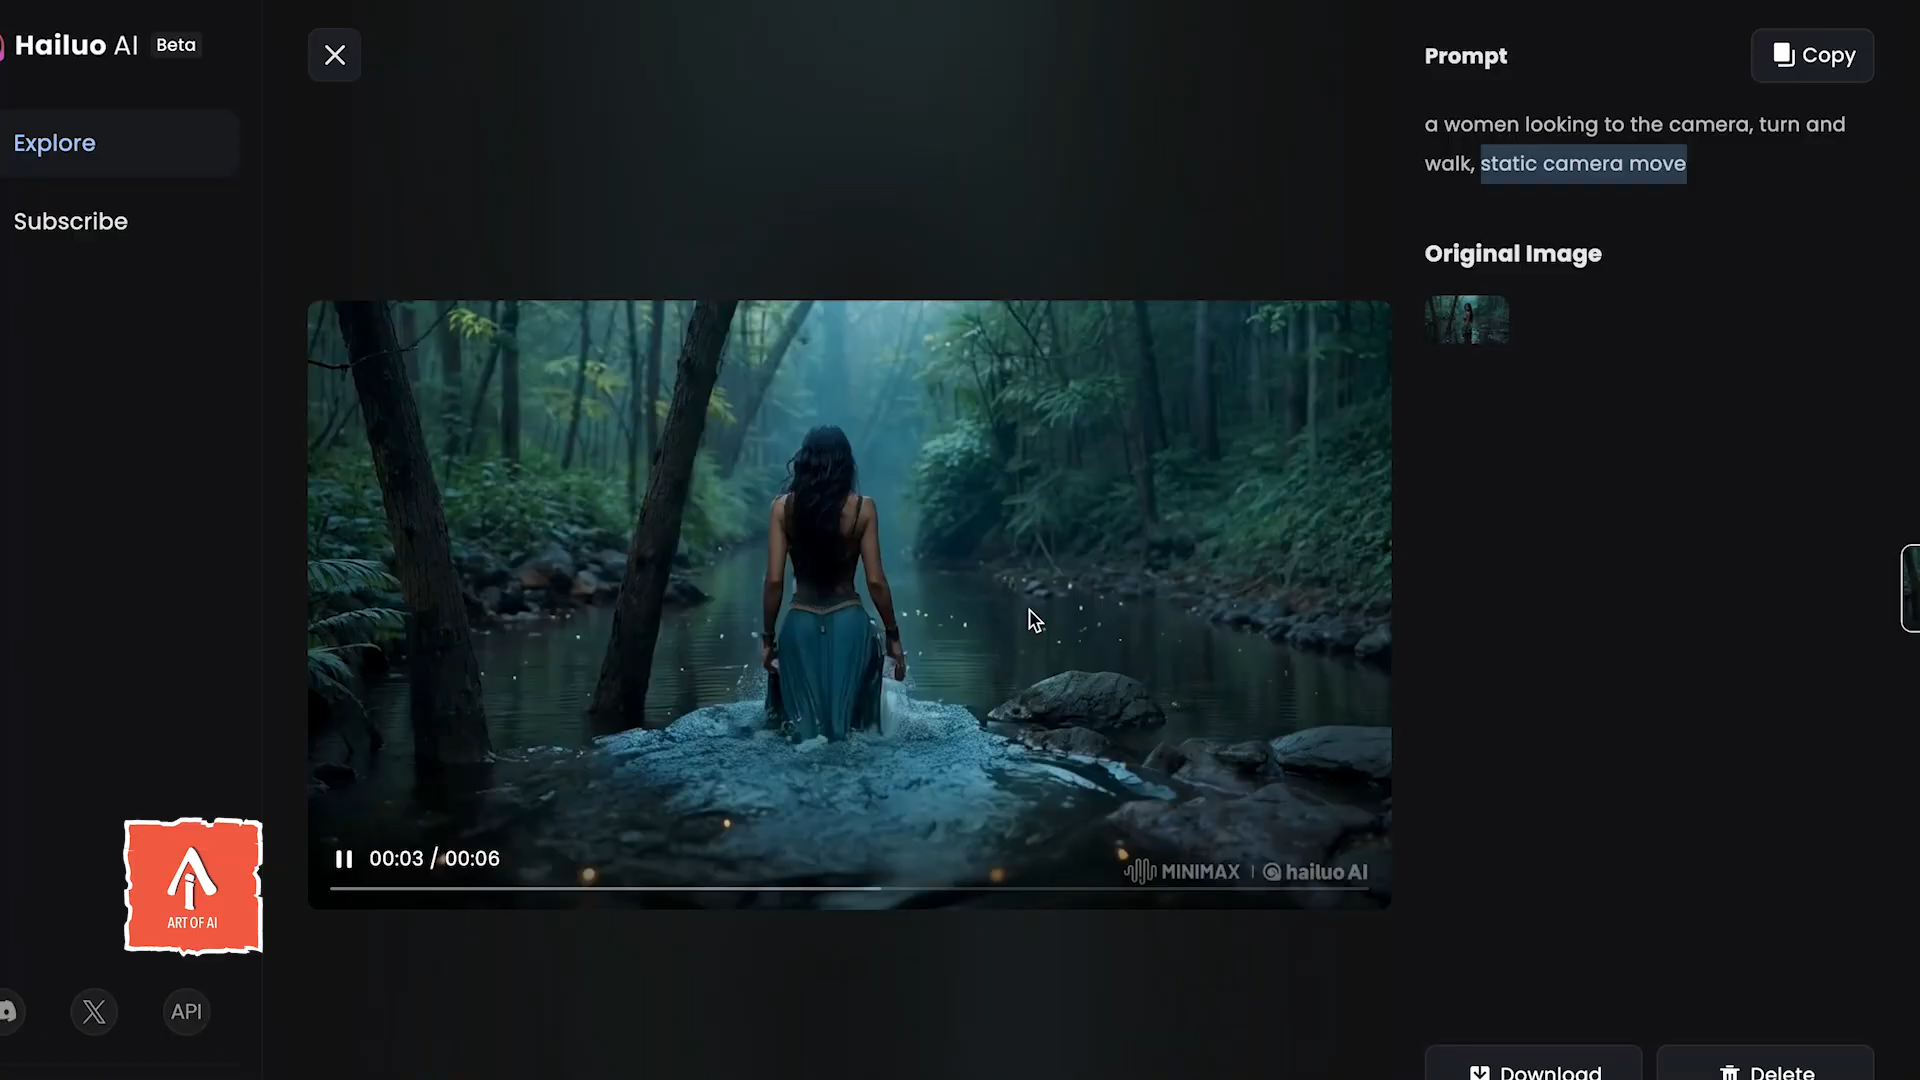 Hailuo AI Beta
Explore
Subscribe
Prompt
Copy
a women looking to the camera, turn and
walk, static camera move
Original Image
00:03 / 00:06
MINIMAX | hailuo AI
ART OF AI
X
API
Download
Delete